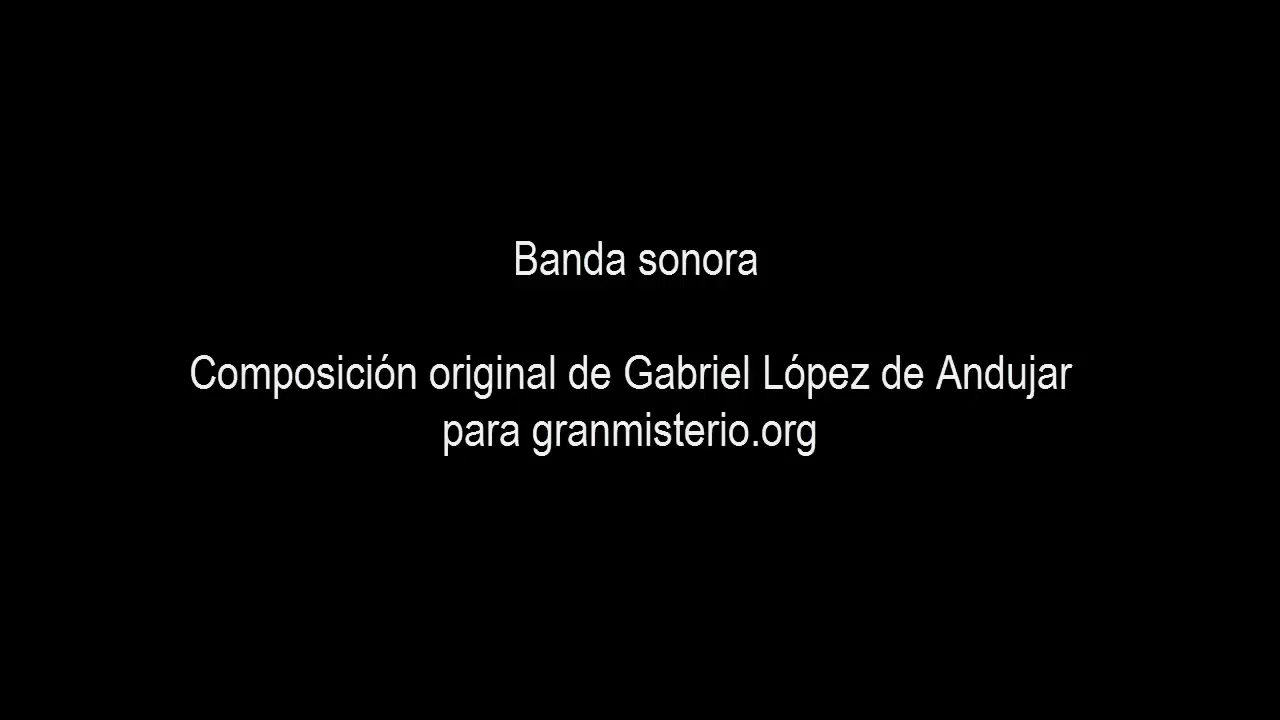 Banda sonora
Composición original de Gabriel López de Andujar
para granmisterio.org